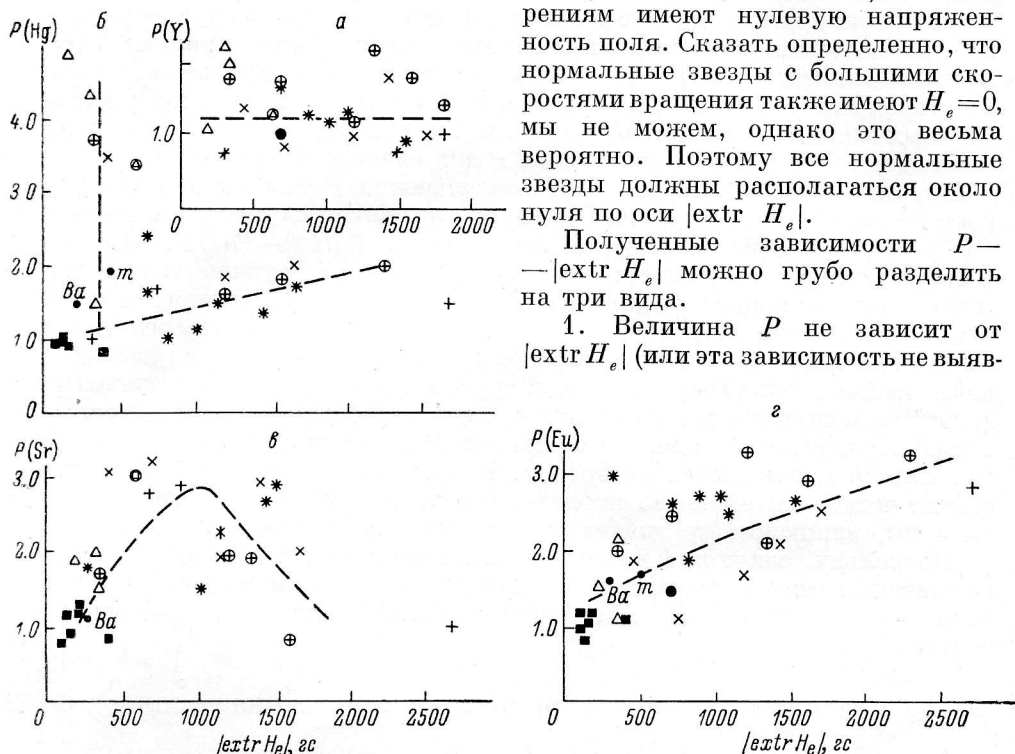 P(Hg)
б
P(Y)
а
4.0
3.0
2.0
1.0
0
1.0
0 500 1000 1500 2000
Ba
m
рениям имеют нулевую напряжен-
ность поля. Сказать определенно, что
нормальные звезды с большими ско-
ростями вращения также имеют Hₑ=0,
мы не можем, однако это весьма
вероятно. Поэтому все нормальные
звезды должны располагаться около
нуля по оси |extr Hₑ|.
Полученные зависимости P—
—|extr Hₑ| можно грубо разделить
на три вида.
1. Величина P не зависит от
|extr Hₑ| (или эта зависимость не выяв-
P(Sr)
в
3.0
2.0
1.0
Ba
0 500 1000 1500 2000 2500
|extr Hₑ|, гс
г
P(Eu)
3.0
2.0
1.0
Ba
m
0 500 1000 1500 2000 2500
|extr Hₑ|, гс